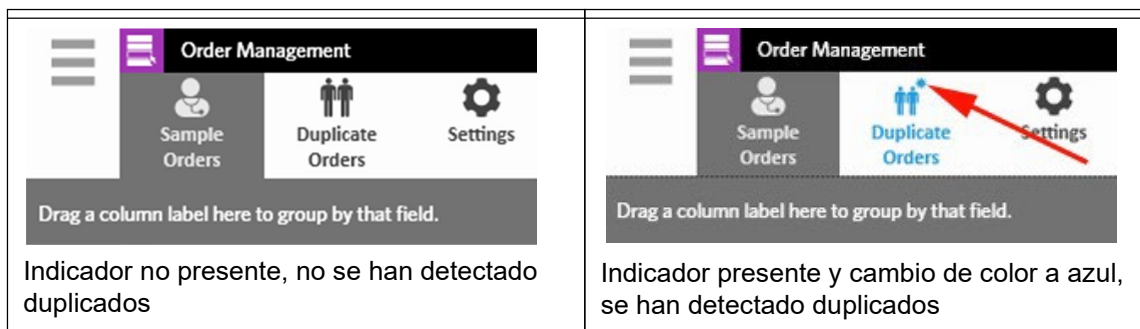 Order Management
Sample Orders
Duplicate Orders
Settings
Drag a column label here to group by that field.
Indicador no presente, no se han detectado
duplicados
Order Management
Sample Orders
Duplicate Orders
Settings
Drag a column label here to group by that field.
Indicador presente y cambio de color a azul,
se han detectado duplicados